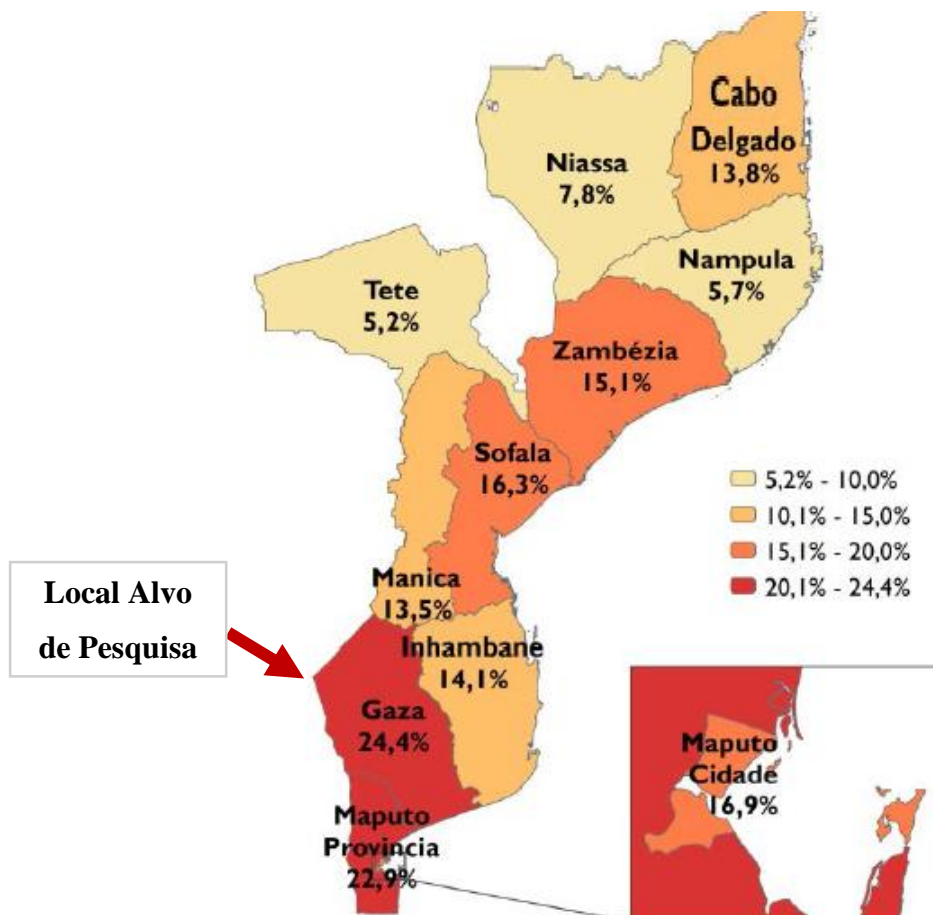 Cabo
Delgado
13,8%
Niassa
7,8%
Nampula
5,7%
Tete
5,2%
Zambézia
15,1%
Sofala
16,3%
5,2% - 10,0%
10,1% - 15,0%
15,1% - 20,0%
20,1% - 24,4%
Manica
13,5%
Local Alvo
de Pesquisa
Inhambane
14,1%
Gaza
24,4%
Maputo
Cidade
16,9%
Maputo
Provincia
22,9%